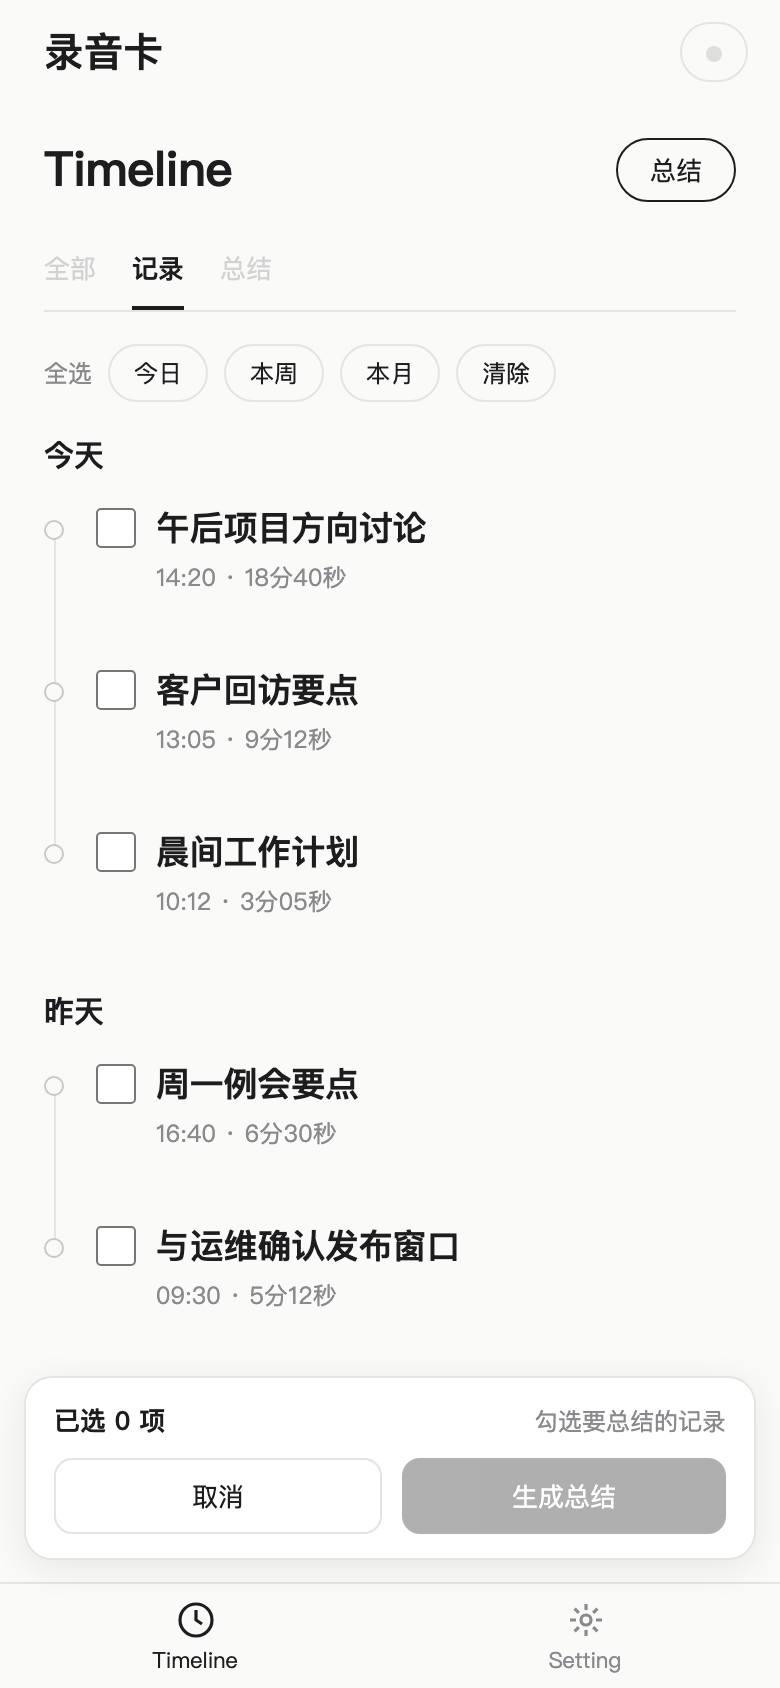 录音卡
Timeline
总结
全部 记录 总结
全选 今日 本周 本月 清除
今天
午后项目方向讨论
14:20 · 18分40秒
客户回访要点
13:05 · 9分12秒
晨间工作计划
10:12 · 3分05秒
昨天
周一例会要点
16:40 · 6分30秒
与运维确认发布窗口
09:30 · 5分12秒
已选 0 项 勾选要总结的记录
取消 生成总结
Timeline Setting